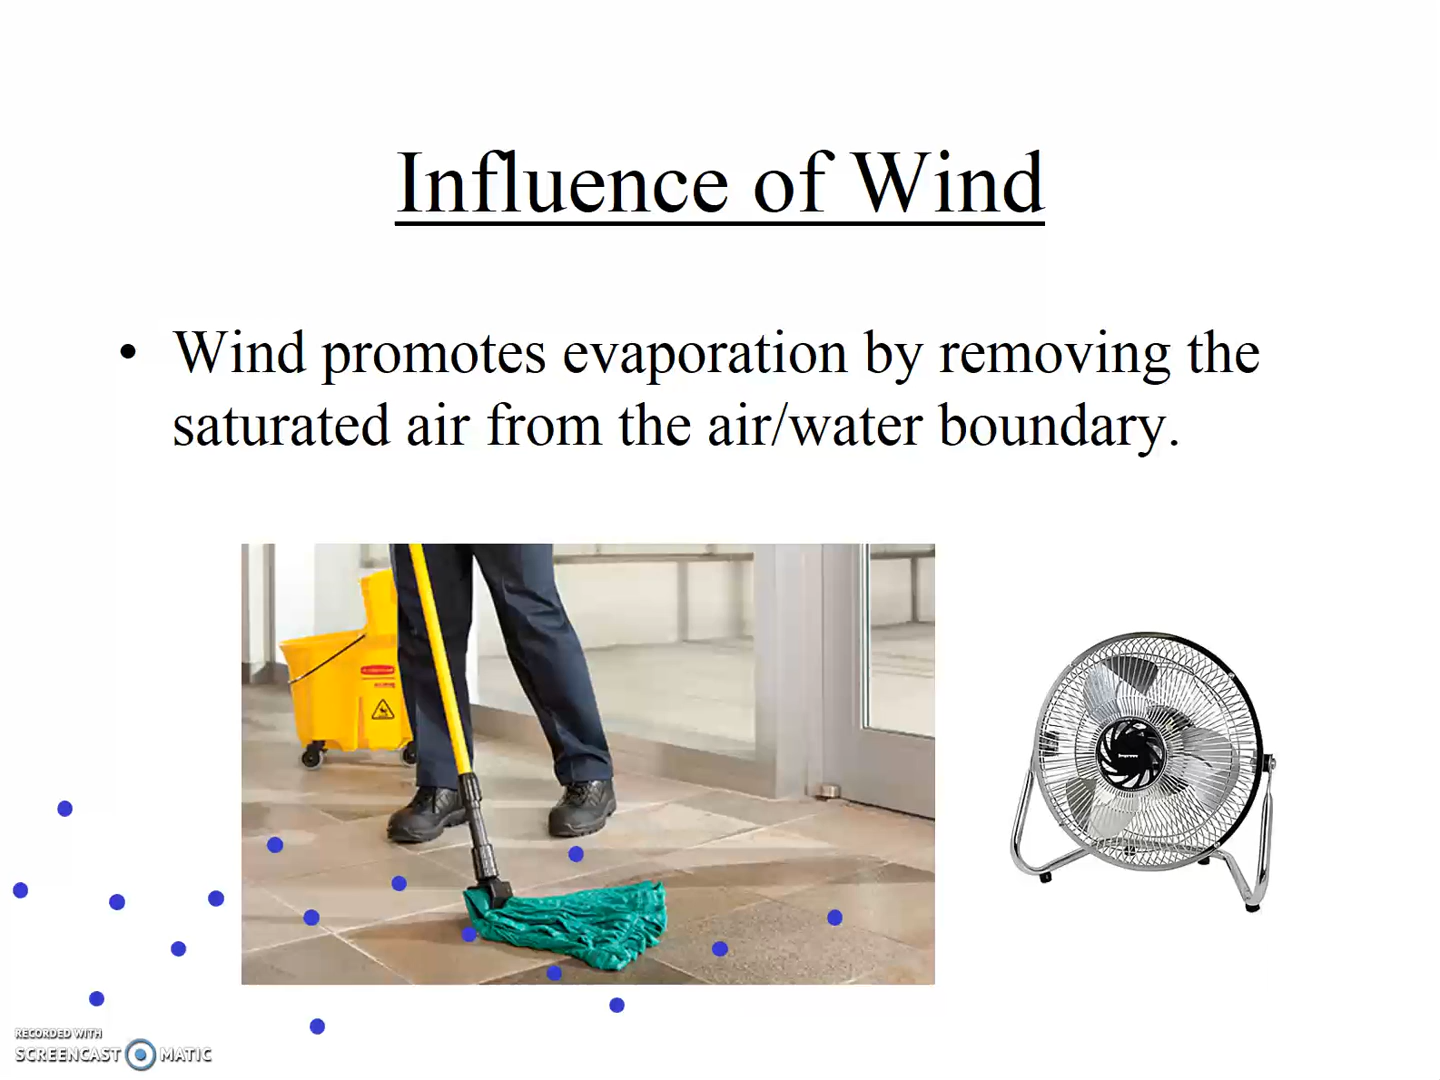 Influence of Wind
• Wind promotes evaporation by removing the
saturated air from the air/water boundary.
RECORDED WITH
SCREENCAST MATIC